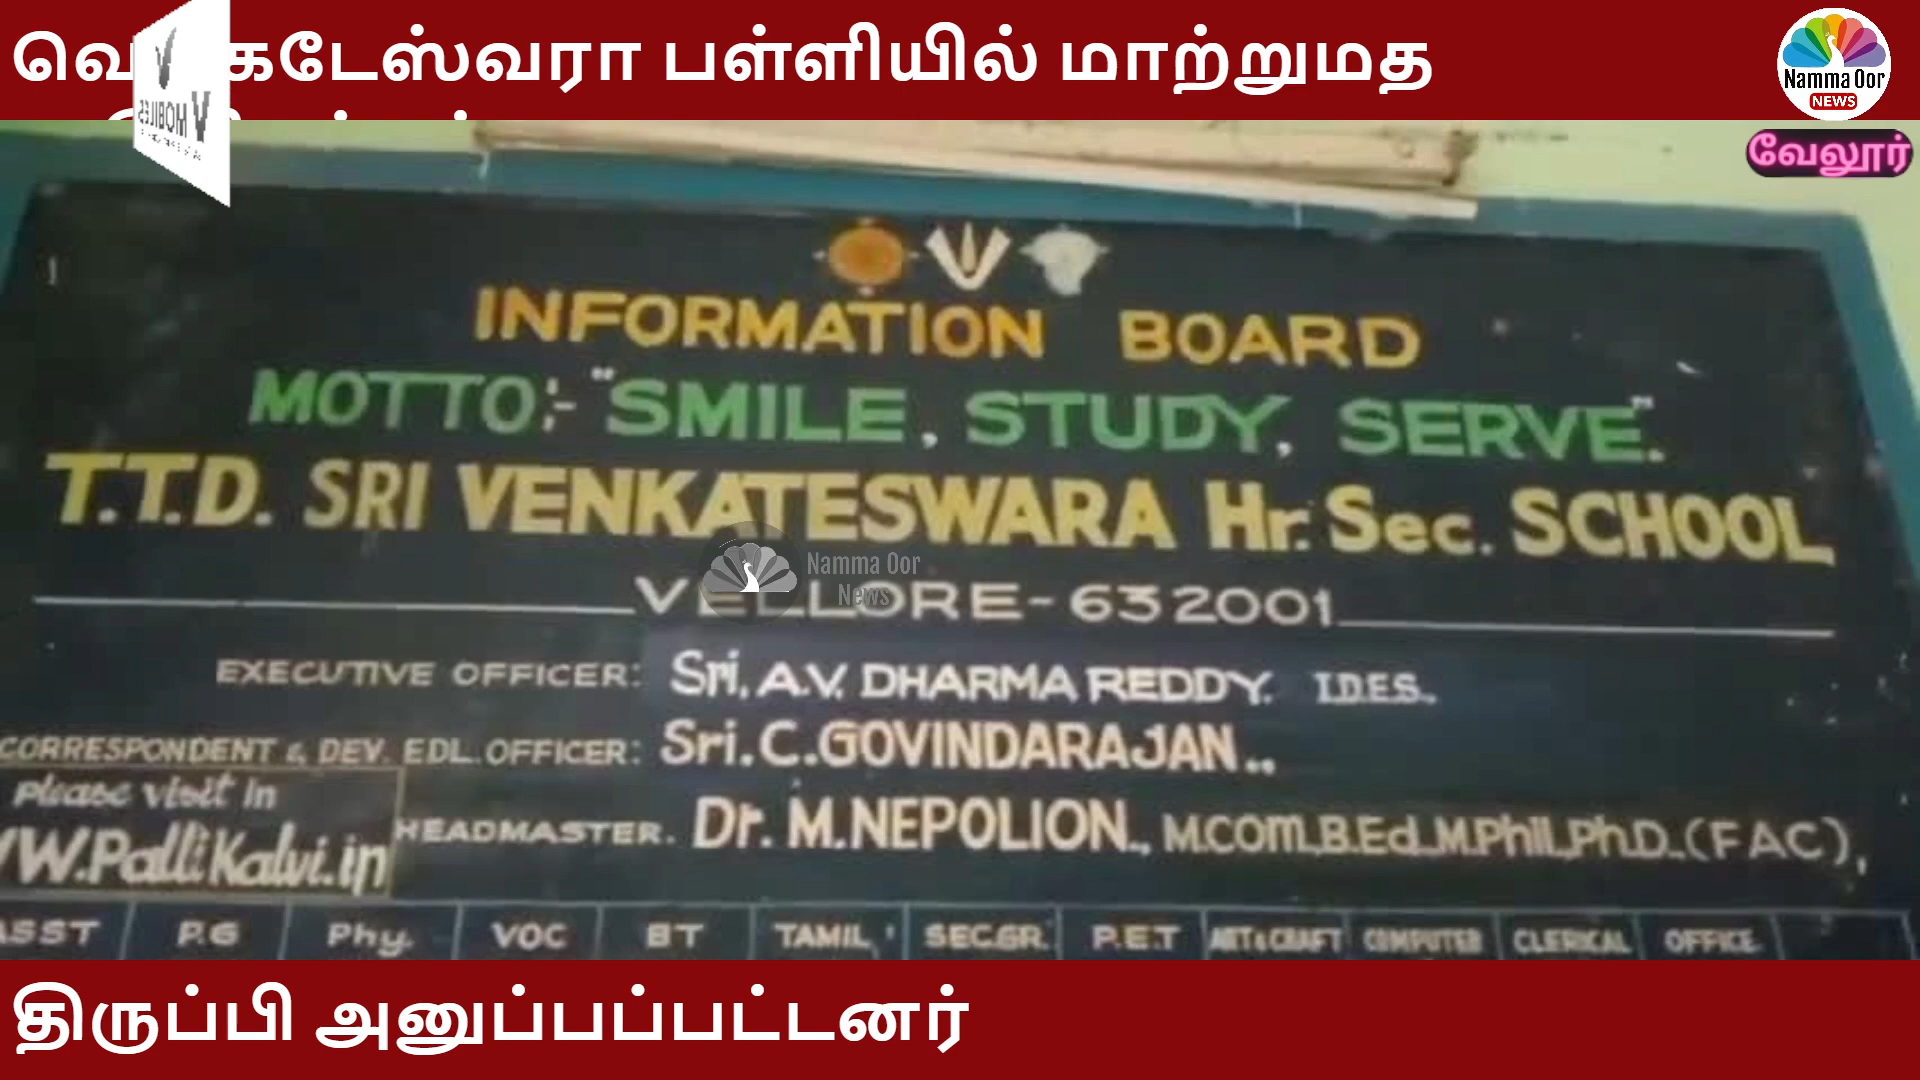 பள்ளியில் மாற்றுமத
Namma Oor
NEWS
வேலூர்
V MOBILES
INFORMATION BOARD
MOTTO:- "SMILE, STUDY, SERVE".
T.T.D. SRI VENKATESWARA Hr. Sec. SCHOOL
VELLORE-632001
Namma Oor
News
EXECUTIVE OFFICER: Sri. A.V. DHARMA REDDY. I.D.E.S.,
CORRESPONDENT & DEV. EDL. OFFICER: Sri. C. GOVINDARAJAN..
please visit in
W.PalliKalvi.in
HEADMASTER. Dr. M. NEPOLION., M.Com.,B.Ed.,M.Phil.,Ph.D.,(FAC),
ASST P.G Phy. VOC BT TAMIL SEC.GR. P.E.T ART & CRAFT COMPUTER CLERICAL OFFICE
திருப்பி அனுப்பப்பட்டனர்